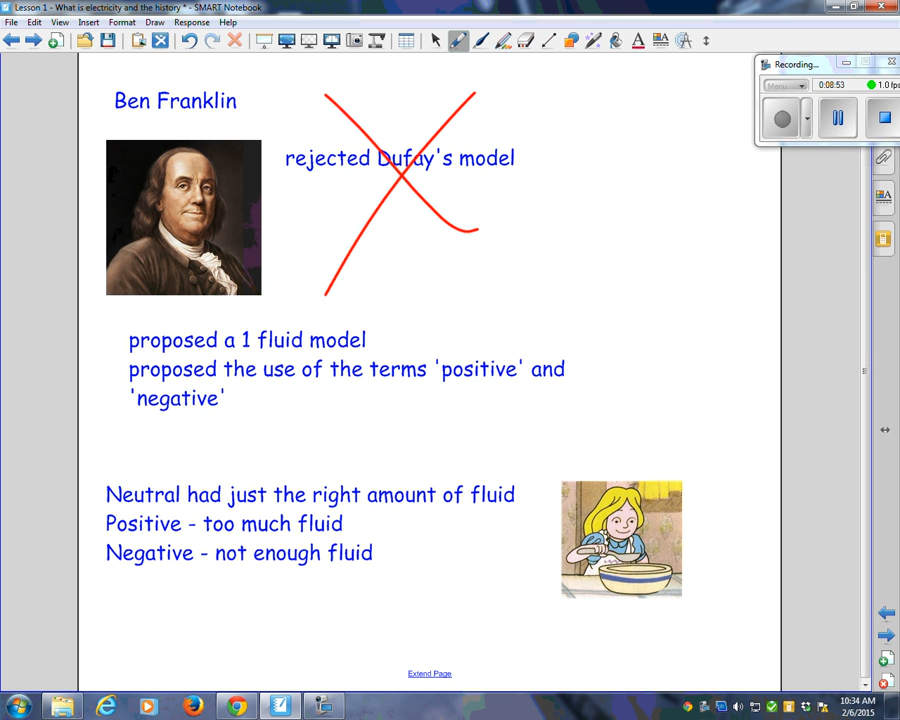 Lesson 1 - What is electricity and the history * - SMART Notebook
File Edit View Insert Format Draw Response Help
Recording...
Menu 0:08:53 1.0 fps
Ben Franklin
rejected Dufay's model
proposed a 1 fluid model
proposed the use of the terms 'positive' and
'negative'
Neutral had just the right amount of fluid
Positive - too much fluid
Negative - not enough fluid
Extend Page
10:34 AM
2/6/2015